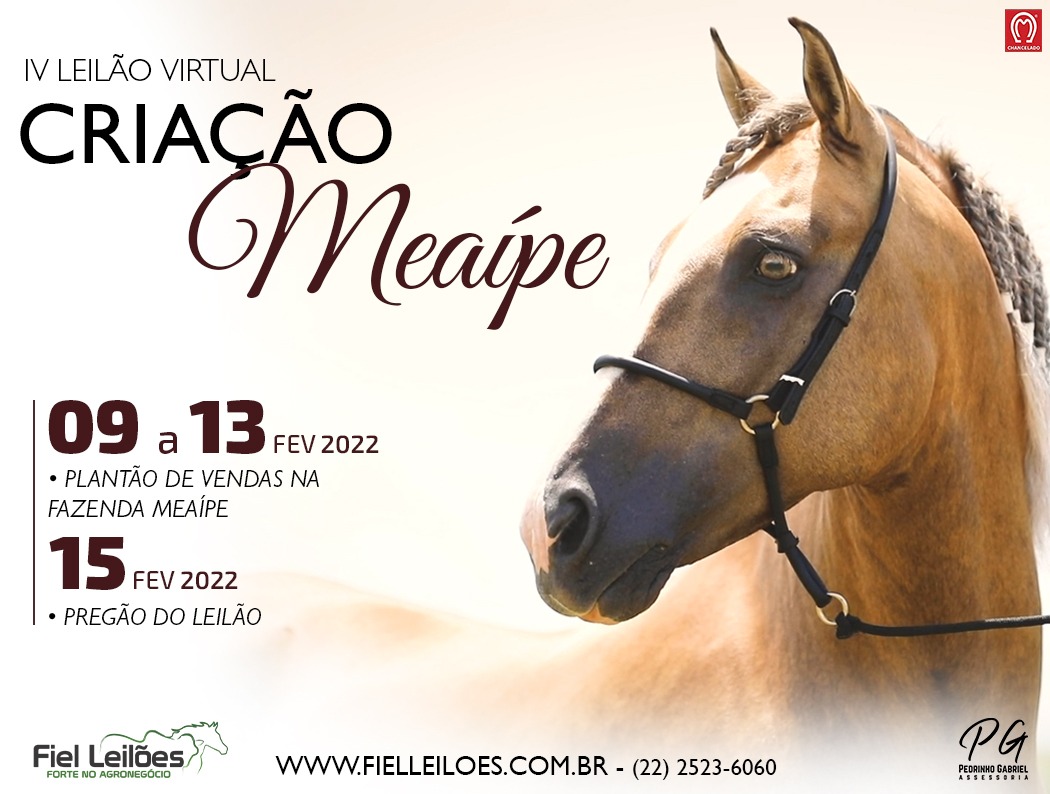 CHANCELADO
IV LEILÃO VIRTUAL
CRIAÇÃO
Meaípe
09 a 13 FEV 2022
• PLANTÃO DE VENDAS NA
FAZENDA MEAÍPE
15 FEV 2022
• PREGÃO DO LEILÃO
Fiel Leilões
FORTE NO AGRONEGÓCIO
WWW.FIELLEILOES.COM.BR - (22) 2523-6060
PG
PEDRINHO GABRIEL
ASSESSORIA